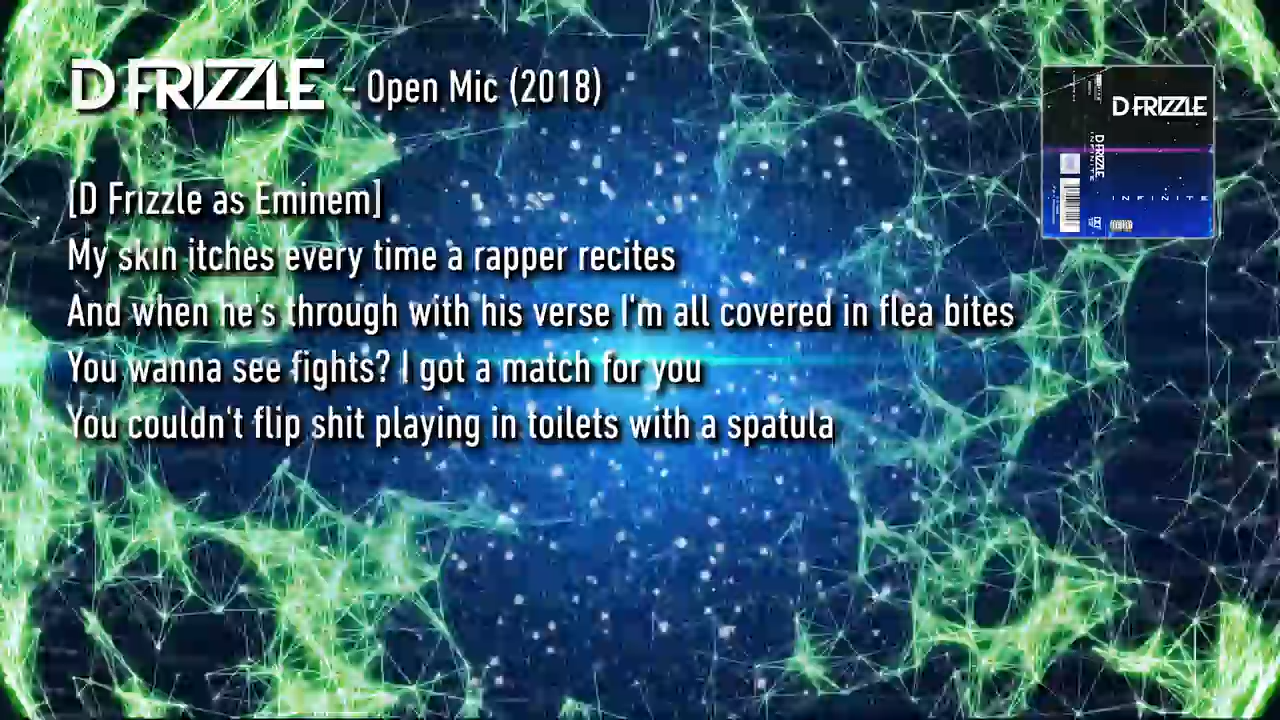 D FRIZZLE - Open Mic (2018)
D FRIZZLE
D FRIZZLE
INFINITE
INFINITE
[D Frizzle as Eminem]
My skin itches every time a rapper recites
And when he's through with his verse I'm all covered in flea bites
You wanna see fights? I got a match for you
You couldn't flip shit playing in toilets with a spatula